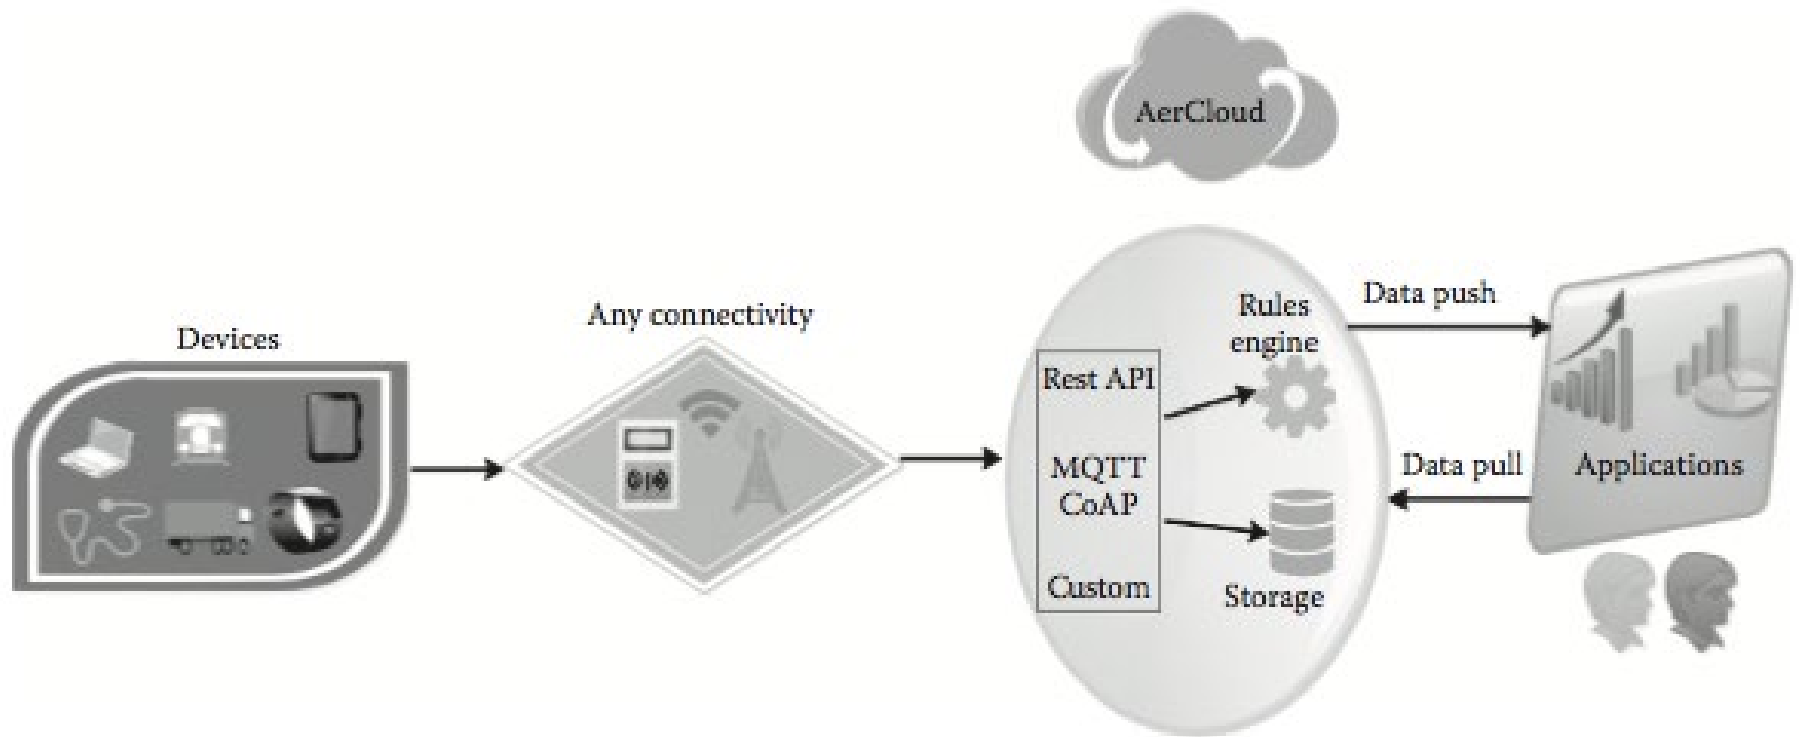 AerCloud
Devices
Any connectivity
Rest API
MQTT
CoAP
Custom
Rules
engine
Storage
Data push
Data pull
Applications